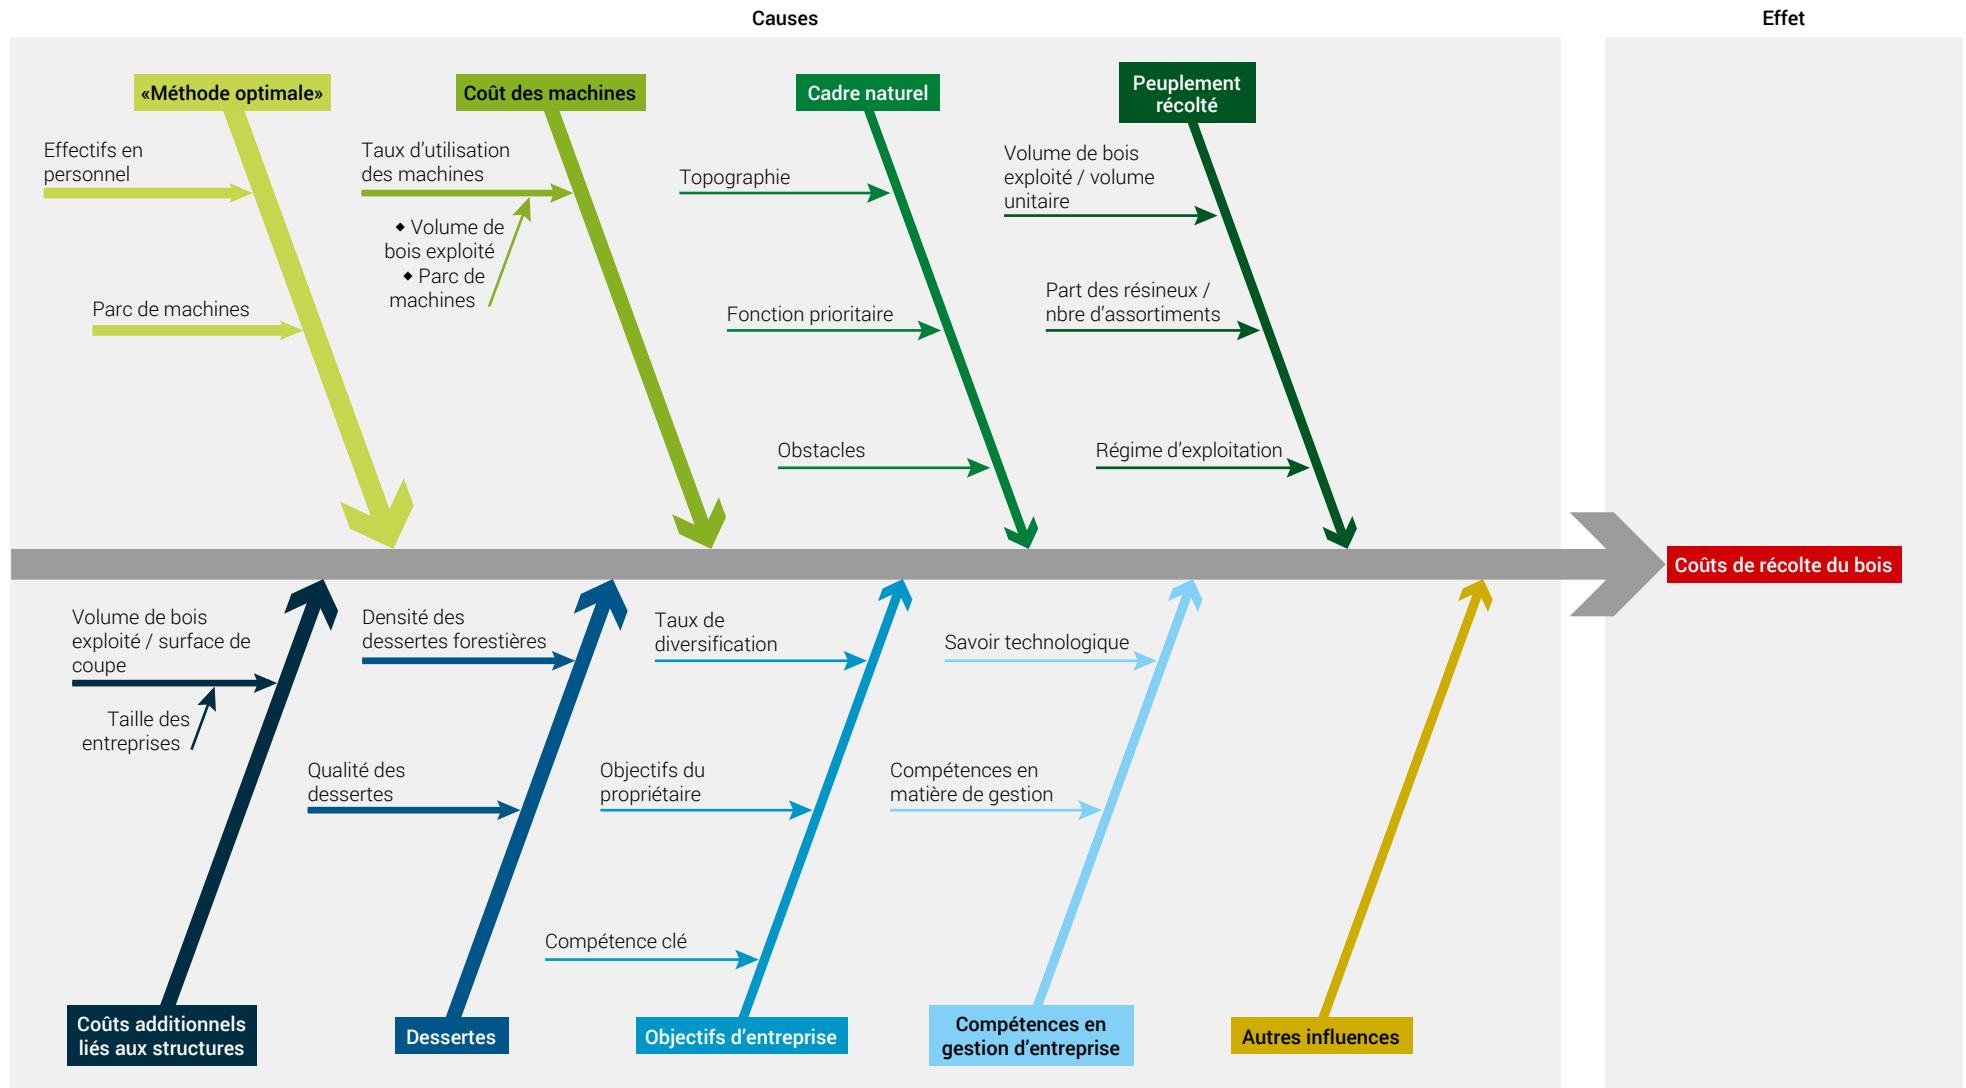 Causes
Effet
«Méthode optimale»
Effectifs en
personnel
Parc de machines
Coût des machines
Taux d'utilisation
des machines
◆ Volume de
bois exploité
◆ Parc de
machines
Cadre naturel
Topographie
Fonction prioritaire
Obstacles
Peuplement
récolté
Volume de bois
exploité / volume
unitaire
Part des résineux /
nbre d'assortiments
Régime d'exploitation
Coûts de récolte du bois
Volume de bois
exploité / surface de
coupe
Taille des
entreprises
Coûts additionnels
liés aux structures
Densité des
dessertes forestières
Qualité des
dessertes
Dessertes
Taux de
diversification
Objectifs du
propriétaire
Compétence clé
Objectifs d'entreprise
Savoir technologique
Compétences en
matière de gestion
Compétences en
gestion d'entreprise
Autres influences